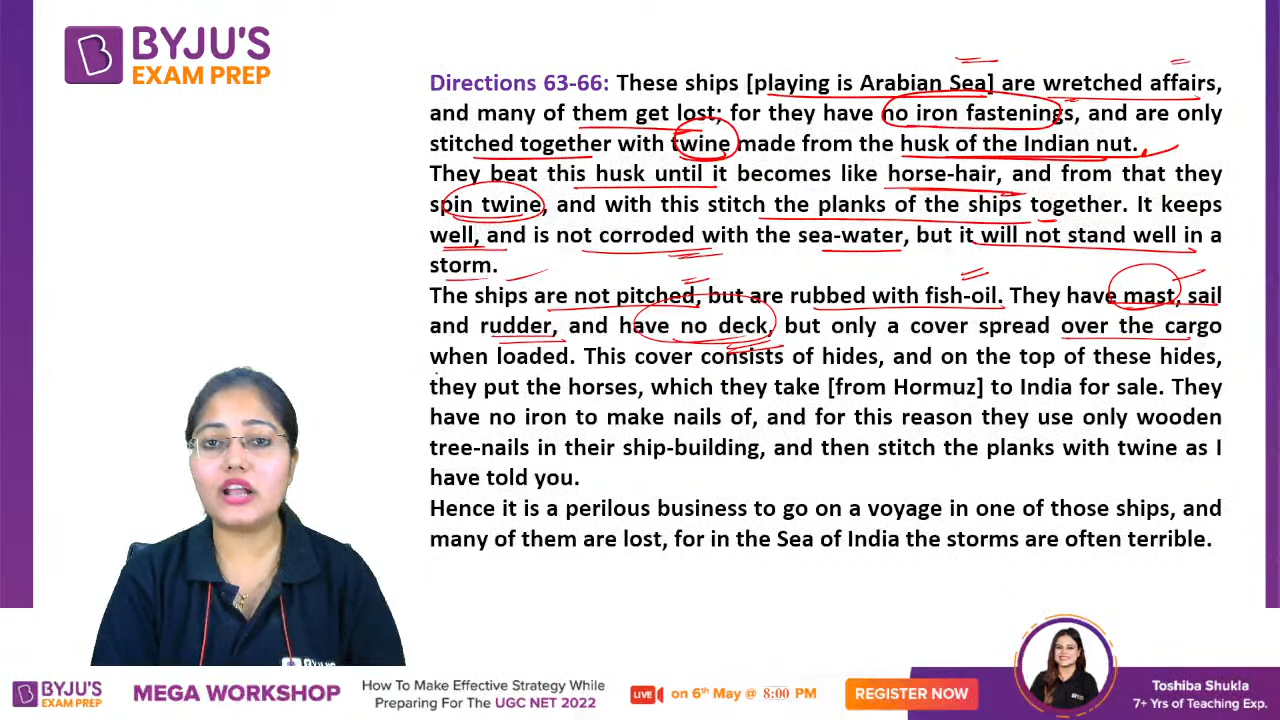 BYJU'S
EXAM PREP
Directions 63-66: These ships [playing is Arabian Sea] are wretched affairs,
and many of them get lost; for they have no iron fastenings, and are only
stitched together with twine made from the husk of the Indian nut.
They beat this husk until it becomes like horse-hair, and from that they
spin twine, and with this stitch the planks of the ships together. It keeps
well, and is not corroded with the sea-water, but it will not stand well in a
storm.
The ships are not pitched, but are rubbed with fish-oil. They have mast, sail
and rudder, and have no deck, but only a cover spread over the cargo
when loaded. This cover consists of hides, and on the top of these hides,
they put the horses, which they take [from Hormuz] to India for sale. They
have no iron to make nails of, and for this reason they use only wooden
tree-nails in their ship-building, and then stitch the planks with twine as I
have told you.
Hence it is a perilous business to go on a voyage in one of those ships, and
many of them are lost, for in the Sea of India the storms are often terrible.
BYJU'S
EXAM PREP
MEGA WORKSHOP
How To Make Effective Strategy While
Preparing For The UGC NET 2022
LIVE
on 6th May @ 8:00 PM
REGISTER NOW
Toshiba Shukla
7+ Yrs of Teaching Exp.